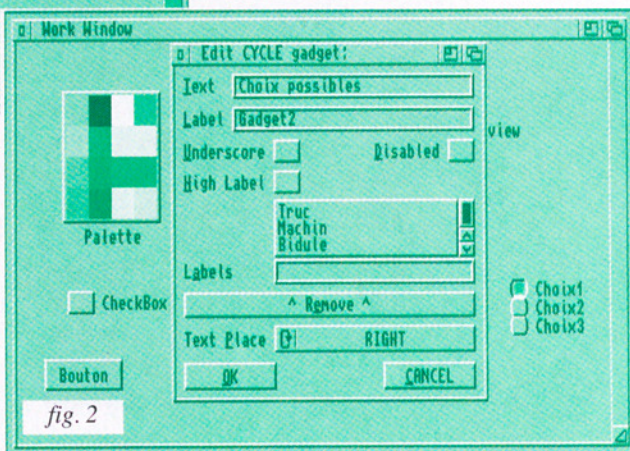 Work Window
Edit CYCLE gadget:
Text Choix possibles
Label Gadget2
view
Underscore Disabled
High Label
Truc
Machin
Bidule
Palette
Labels
CheckBox
^ Remove ^
Choix1
Choix2
Choix3
Text Place RIGHT
Bouton
OK CANCEL
fig. 2